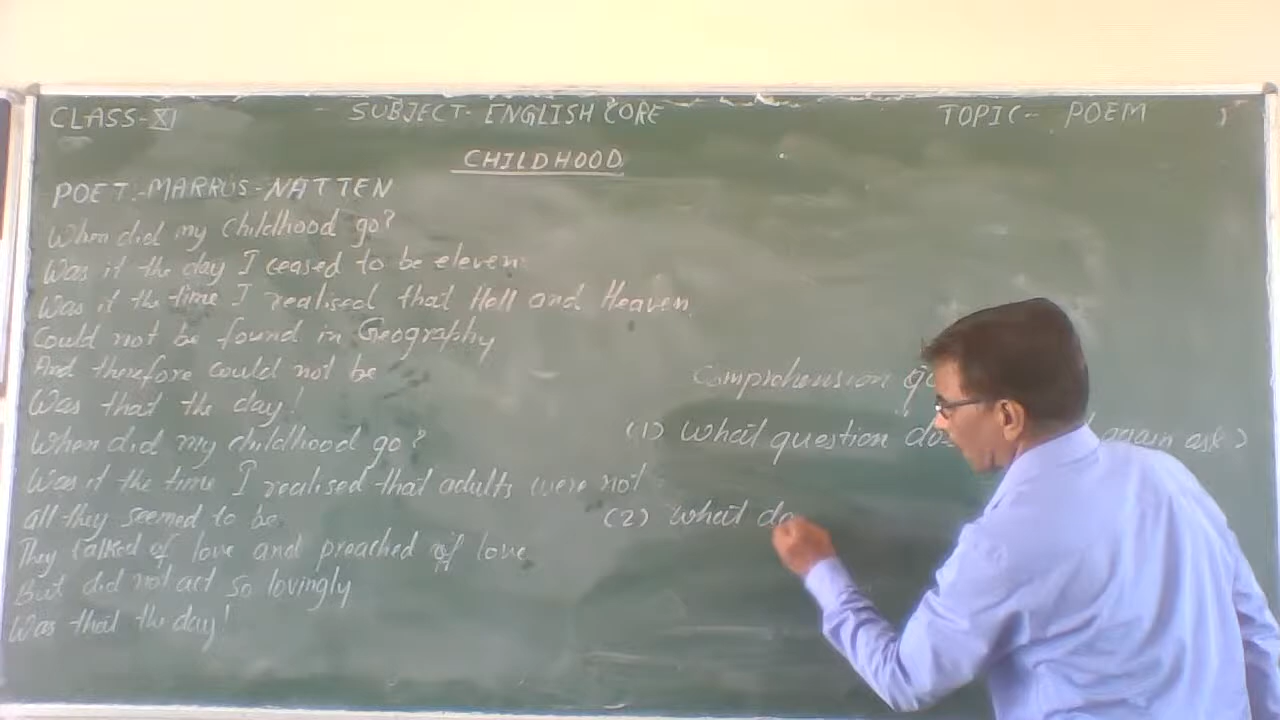 CLASS-XI SUBJECT-ENGLISH CORE TOPIC- POEM
CHILDHOOD
POET:-MARRUS-NATTEN
When did my Childhood go?
Was it the day I ceased to be eleven
Was it the time I realised that Hell and Heaven
Could not be found in Geography
And therefore could not be
Was that the day!
When did my childhood go?
Was it the time I realised that adults were not
all they seemed to be
They talked of love and preached of love
But did not act so lovingly
Was that the day!
Comprehension
(1) What question again ask?
(2) What do